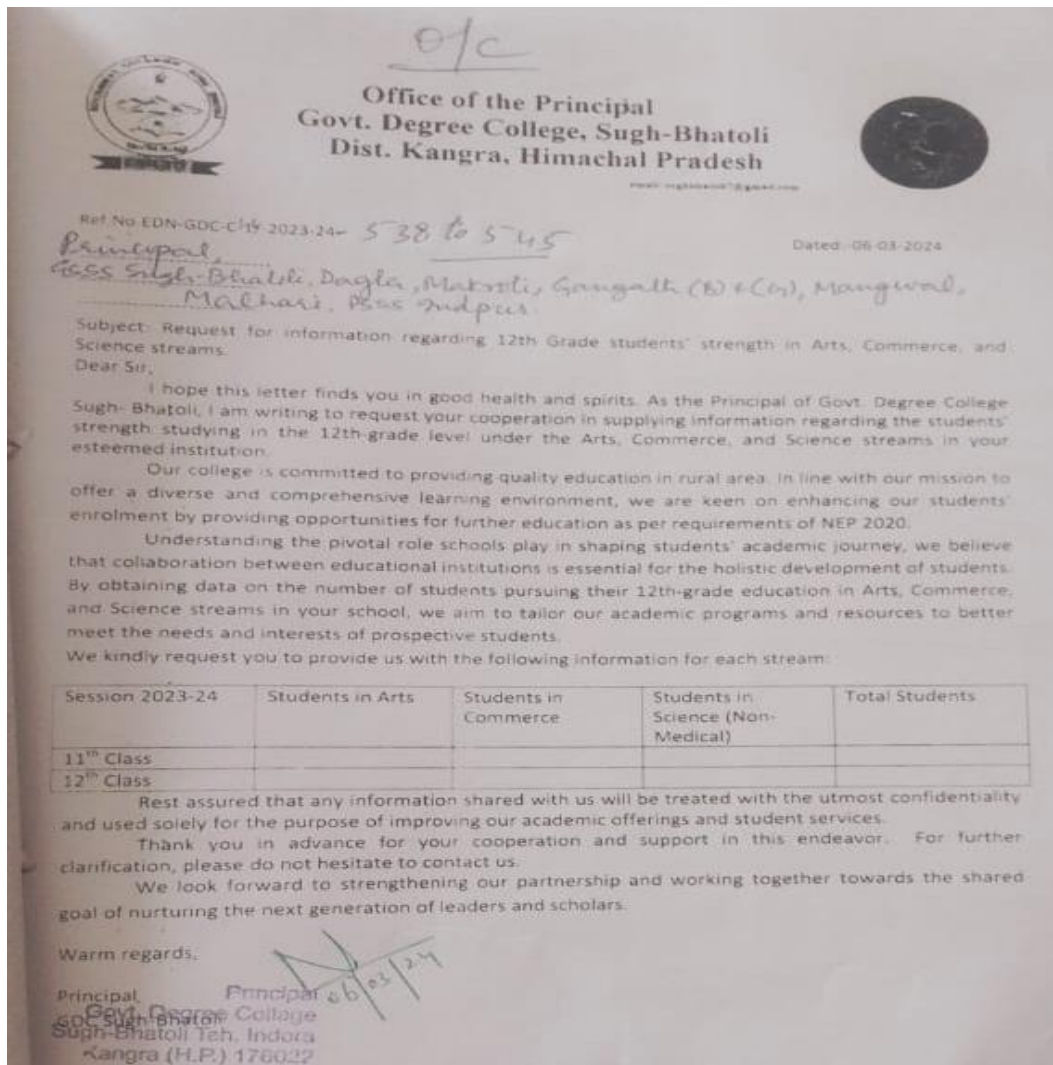 O/C
Office of the Principal
Govt. Degree College, Sugh-Bhatoli
Dist. Kangra, Himachal Pradesh
Ref No EDN-GDC-C 2023-24- 538 to 545
Dated -06-03-2024
Principal,
GSSS Sugh-Bhatoli, Dagla, Gangath (B) & (G), Mangwal,
Malhari,
Subject: Request for information regarding 12th Grade students' strength in Arts, Commerce, and
Science streams.
Dear Sir,
I hope this letter finds you in good health and spirits. As the Principal of Govt. Degree College
Sugh- Bhatoli, I am writing to request your cooperation in supplying information regarding the students'
strength studying in the 12th-grade level under the Arts, Commerce, and Science streams in your
esteemed institution.
Our college is committed to providing quality education in rural area. In line with our mission to
offer a diverse and comprehensive learning environment, we are keen on enhancing our students'
enrolment by providing opportunities for further education as per requirements of NEP 2020.
Understanding the pivotal role schools play in shaping students' academic journey, we believe
that collaboration between educational institutions is essential for the holistic development of students.
By obtaining data on the number of students pursuing their 12th-grade education in Arts, Commerce,
and Science streams in your school, we aim to tailor our academic programs and resources to better
meet the needs and interests of prospective students.
We kindly request you to provide us with the following information for each stream:
Session 2023-24 Students in Arts Students in Commerce Students in Science (Non-Medical) Total Students
11th Class
12th Class
Rest assured that any information shared with us will be treated with the utmost confidentiality
and used solely for the purpose of improving our academic offerings and student services.
Thank you in advance for your cooperation and support in this endeavor. For further
clarification, please do not hesitate to contact us.
We look forward to strengthening our partnership and working together towards the shared
goal of nurturing the next generation of leaders and scholars.
Warm regards,
06/03/24
Principal,
GDC Sugh-Bhatoli
Principal
Govt. Degree College
Sugh-Bhatoli Teh. Indora
Kangra (H.P.) 176022